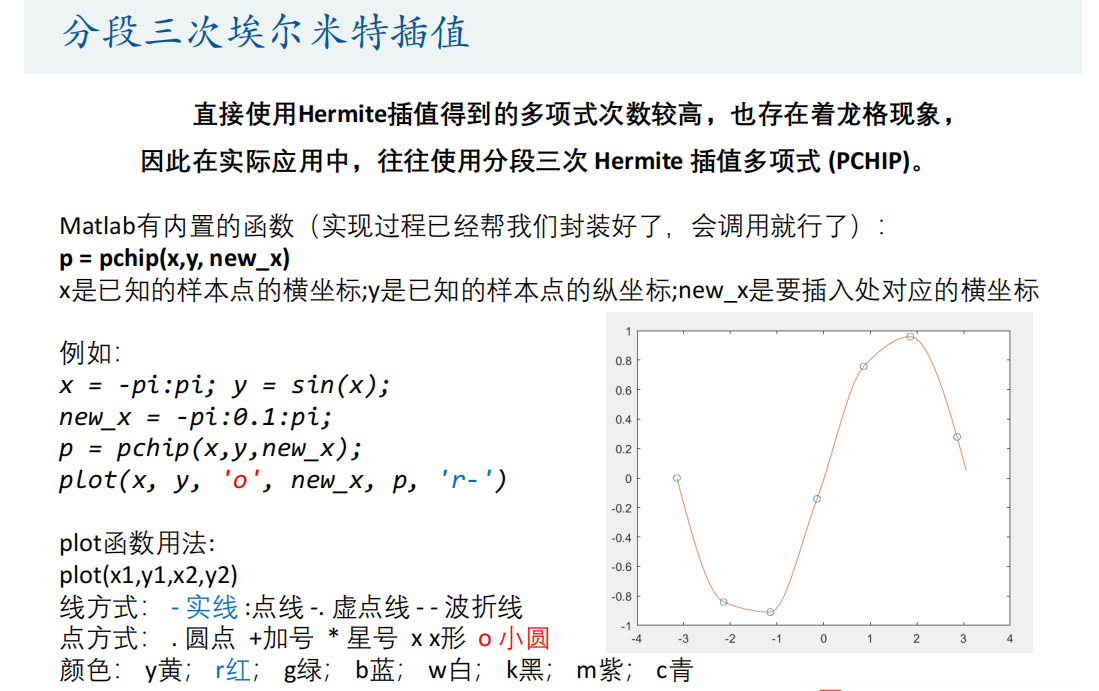 分段三次埃尔米特插值
直接使用Hermite插值得到的多项式次数较高，也存在着龙格现象，
因此在实际应用中，往往使用分段三次 Hermite 插值多项式 (PCHIP)。
Matlab有内置的函数（实现过程已经帮我们封装好了，会调用就行了）：
p = pchip(x,y, new_x)
x是已知的样本点的横坐标;y是已知的样本点的纵坐标;new_x是要插入处对应的横坐标
例如:
x = -pi:pi; y = sin(x);
new_x = -pi:0.1:pi;
p = pchip(x,y,new_x);
plot(x, y, 'o', new_x, p, 'r-')
plot函数用法:
plot(x1,y1,x2,y2)
线方式： - 实线 :点线 -. 虚点线 - - 波折线
点方式： . 圆点 +加号 * 星号 x x形 o 小圆
颜色： y黄； r红； g绿； b蓝； w白； k黑； m紫； c青
1
0.8
0.6
0.4
0.2
0
-0.2
-0.4
-0.6
-0.8
-1
-4 -3 -2 -1 0 1 2 3 4